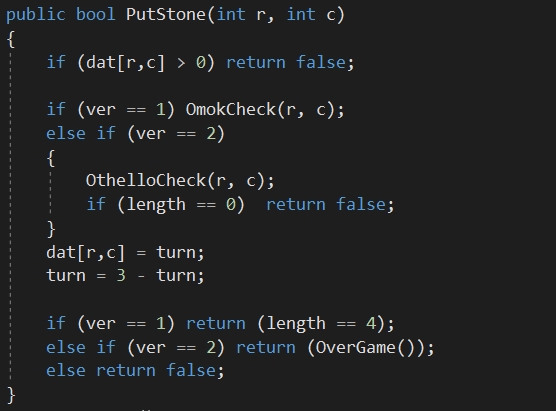 public bool PutStone(int r, int c)
{
    if (dat[r,c] > 0) return false;

    if (ver == 1) OmokCheck(r, c);
    else if (ver == 2)
    {
        OthelloCheck(r, c);
        if (length == 0)  return false;
    }
    dat[r,c] = turn;
    turn = 3 - turn;

    if (ver == 1) return (length == 4);
    else if (ver == 2) return (OverGame());
    else return false;
}